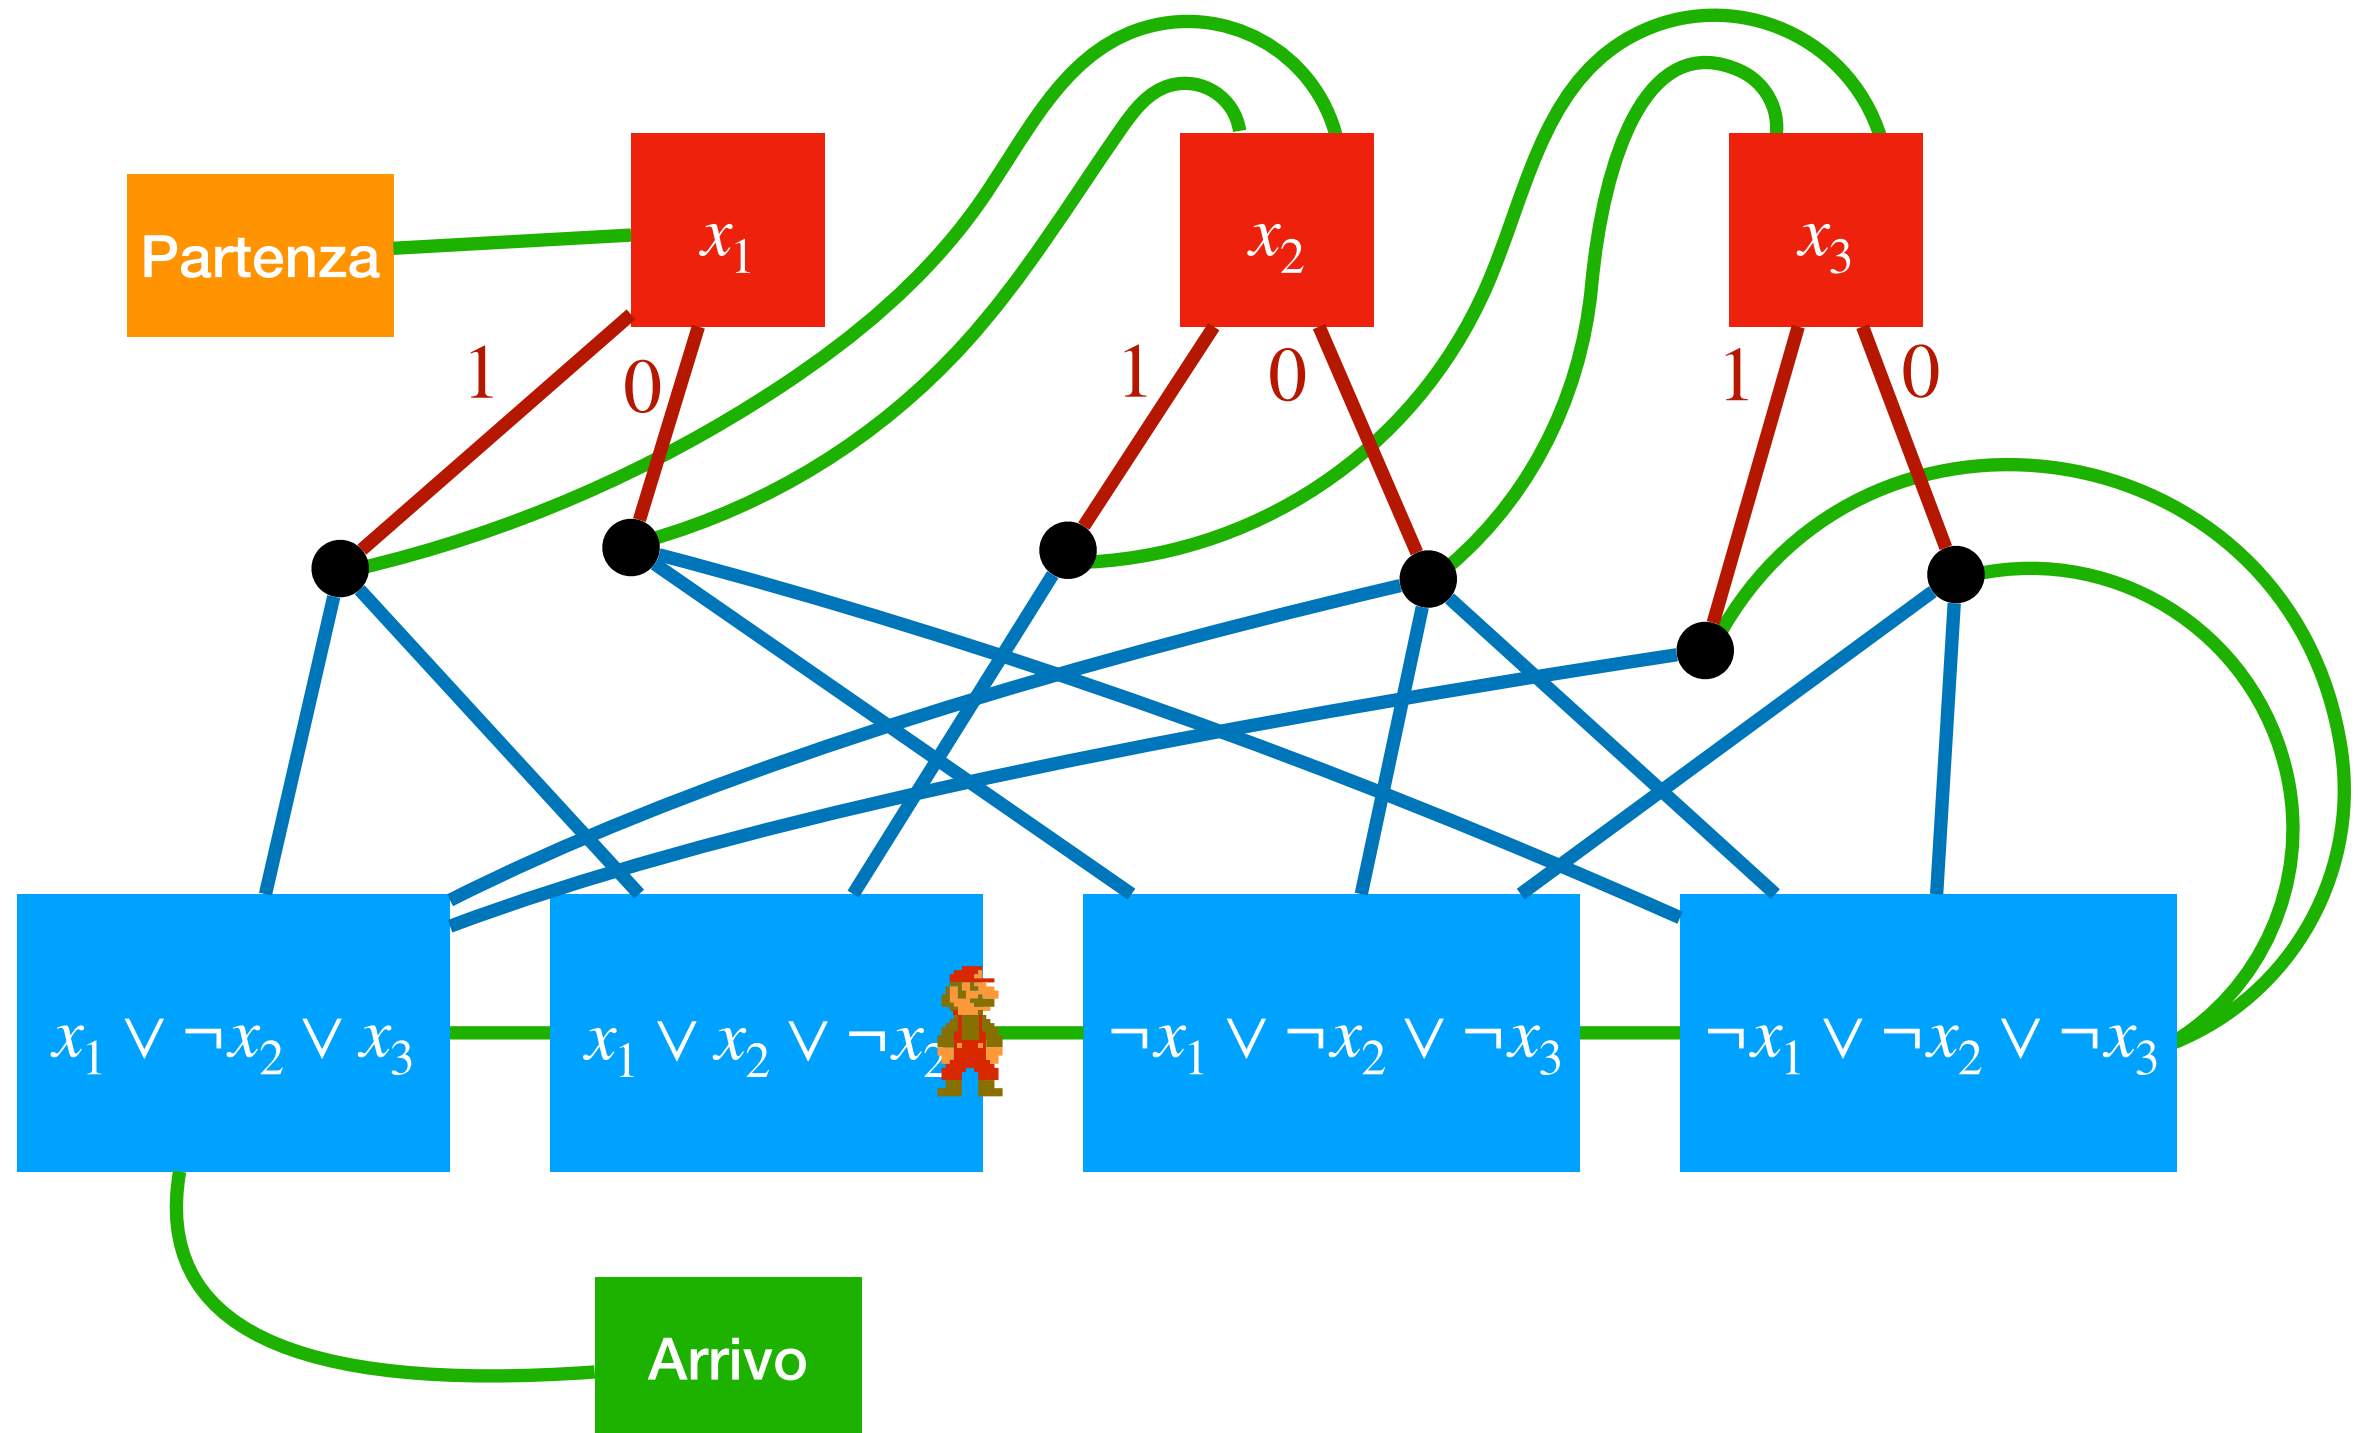 Partenza
x₁
x₂
x₃
1
0
1
0
1
0
x₁ ∨ ¬x₂ ∨ x₃
x₁ ∨ x₂ ∨ ¬x₂
¬x₁ ∨ ¬x₂ ∨ ¬x₃
¬x₁ ∨ ¬x₂ ∨ ¬x₃
Arrivo